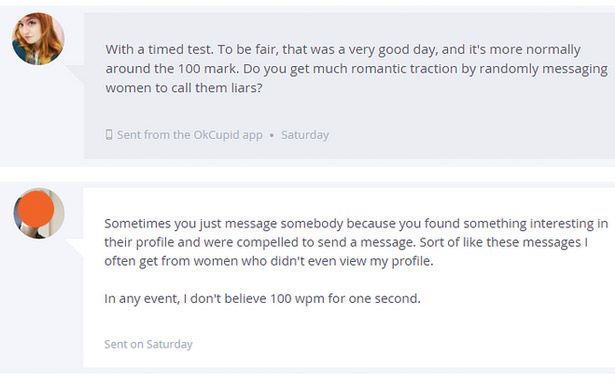 With a timed test. To be fair, that was a very good day, and it's more normally
around the 100 mark. Do you get much romantic traction by randomly messaging
women to call them liars?
Sent from the OkCupid app • Saturday
Sometimes you just message somebody because you found something interesting in
their profile and were compelled to send a message. Sort of like these messages I
often get from women who didn't even view my profile.
In any event, I don't believe 100 wpm for one second.
Sent on Saturday